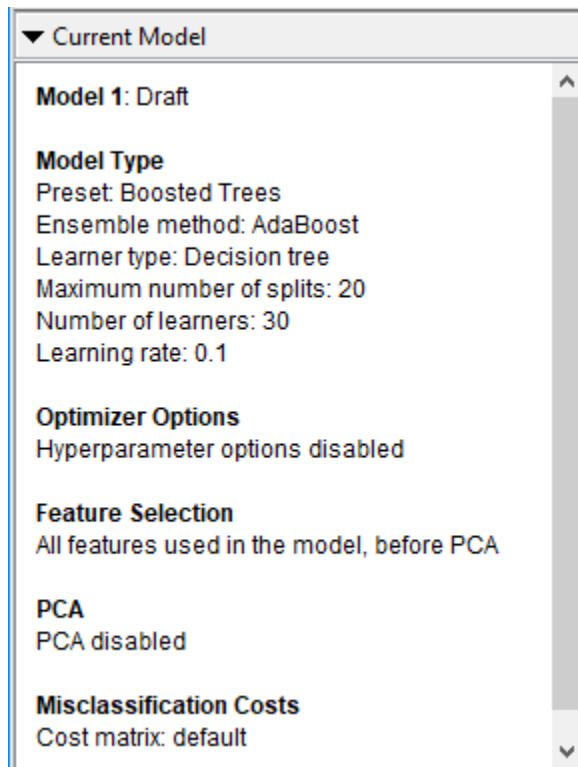 Current Model
Model 1: Draft
Model Type
Preset: Boosted Trees
Ensemble method: AdaBoost
Learner type: Decision tree
Maximum number of splits: 20
Number of learners: 30
Learning rate: 0.1
Optimizer Options
Hyperparameter options disabled
Feature Selection
All features used in the model, before PCA
PCA
PCA disabled
Misclassification Costs
Cost matrix: default